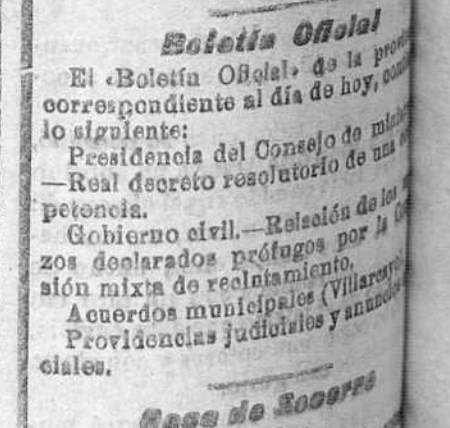 Boletín Oficial
El «Boletín Oficial» de la
correspondiente al día de hoy,
lo siguiente:
Presidencia del Consejo de
—Real decreto resolutorio de una
petencia.
Gobierno civil.—Relación de los
zos declarados prófugos por la
sión mixta de reclutamiento.
Acuerdos municipales (Villarcayo
Providencias judiciales y anuncios
ciales.
Casa de Socorro